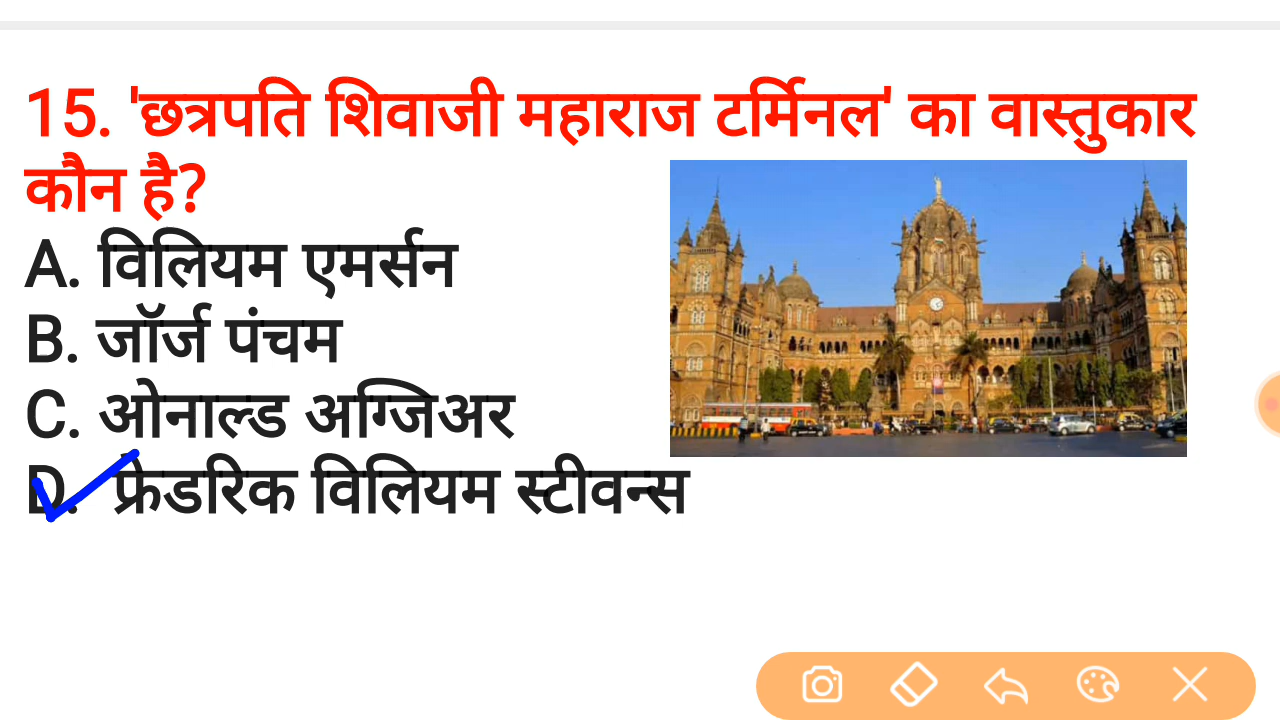 15. 'छत्रपति शिवाजी महाराज टर्मिनल' का वास्तुकार
कौन है?
A. विलियम एमर्सन
B. जॉर्ज पंचम
C. ओनाल्ड अग्जिअर
D. फ्रेडरिक विलियम स्टीवन्स